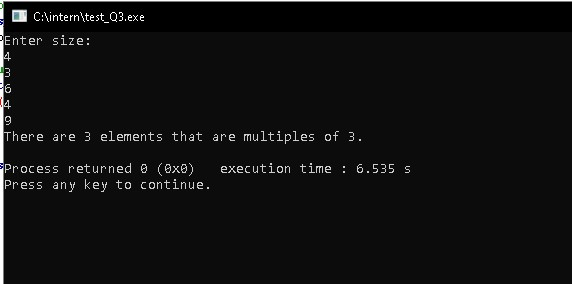 C:\intern\test_Q3.exe
Enter size:
4
3
6
4
9
There are 3 elements that are multiples of 3.
Process returned 0 (0x0)   execution time : 6.535 s
Press any key to continue.